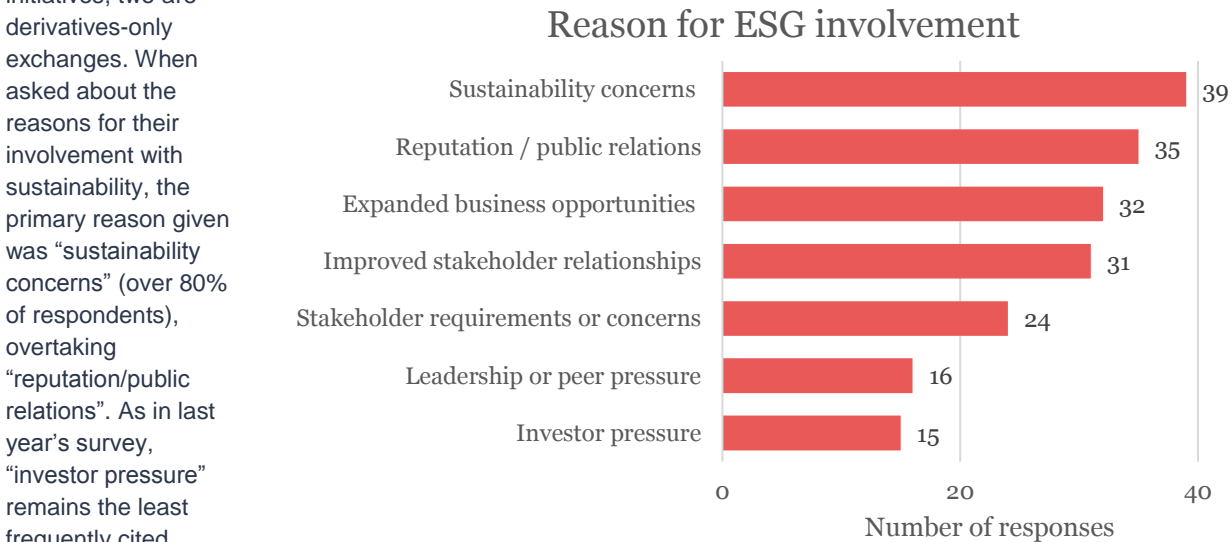 initiatives, two are
derivatives-only
exchanges. When
asked about the
reasons for their
involvement with
sustainability, the
primary reason given
was “sustainability
concerns” (over 80%
of respondents),
overtaking
“reputation/public
relations”. As in last
year’s survey,
“investor pressure”
remains the least
frequently cited
Reason for ESG involvement
Sustainability concerns 39
Reputation / public relations 35
Expanded business opportunities 32
Improved stakeholder relationships 31
Stakeholder requirements or concerns 24
Leadership or peer pressure 16
Investor pressure 15
0 20 40
Number of responses